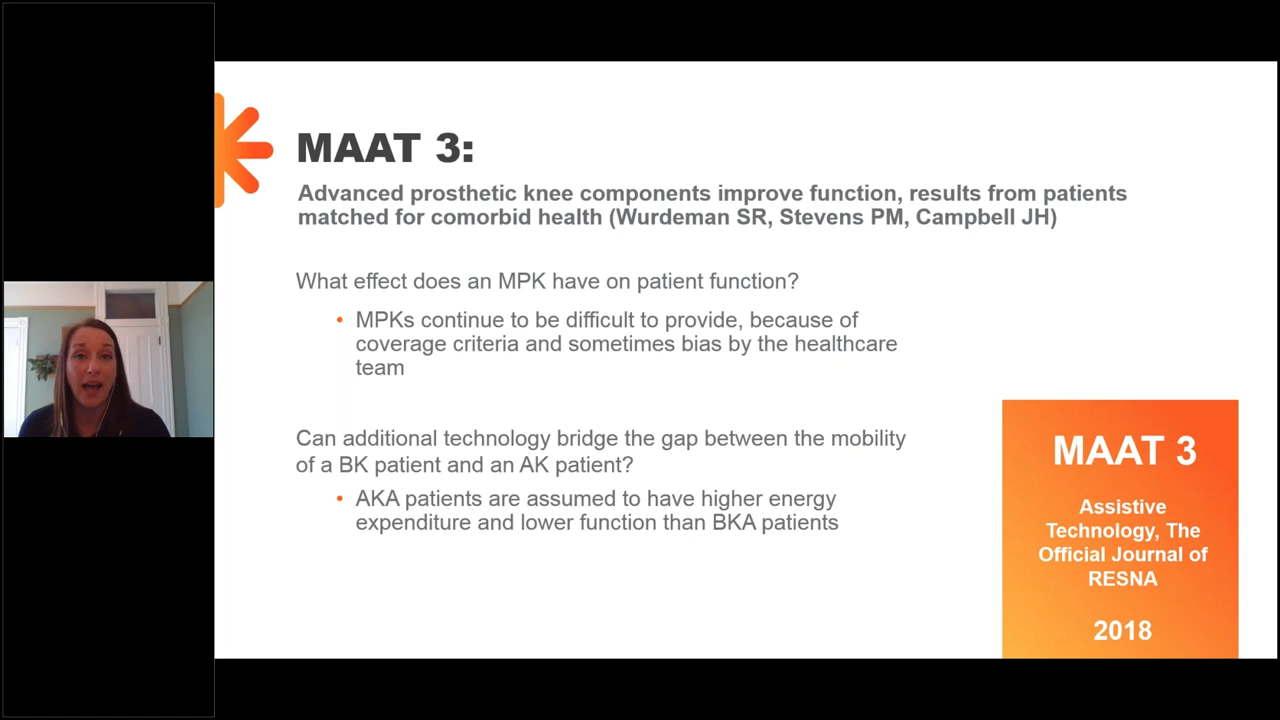 MAAT 3:
Advanced prosthetic knee components improve function, results from patients
matched for comorbid health (Wurdeman SR, Stevens PM, Campbell JH)
What effect does an MPK have on patient function?
• MPKs continue to be difficult to provide, because of
coverage criteria and sometimes bias by the healthcare
team
Can additional technology bridge the gap between the mobility
of a BK patient and an AK patient?
• AKA patients are assumed to have higher energy
expenditure and lower function than BKA patients
MAAT 3
Assistive
Technology, The
Official Journal of
RESNA
2018